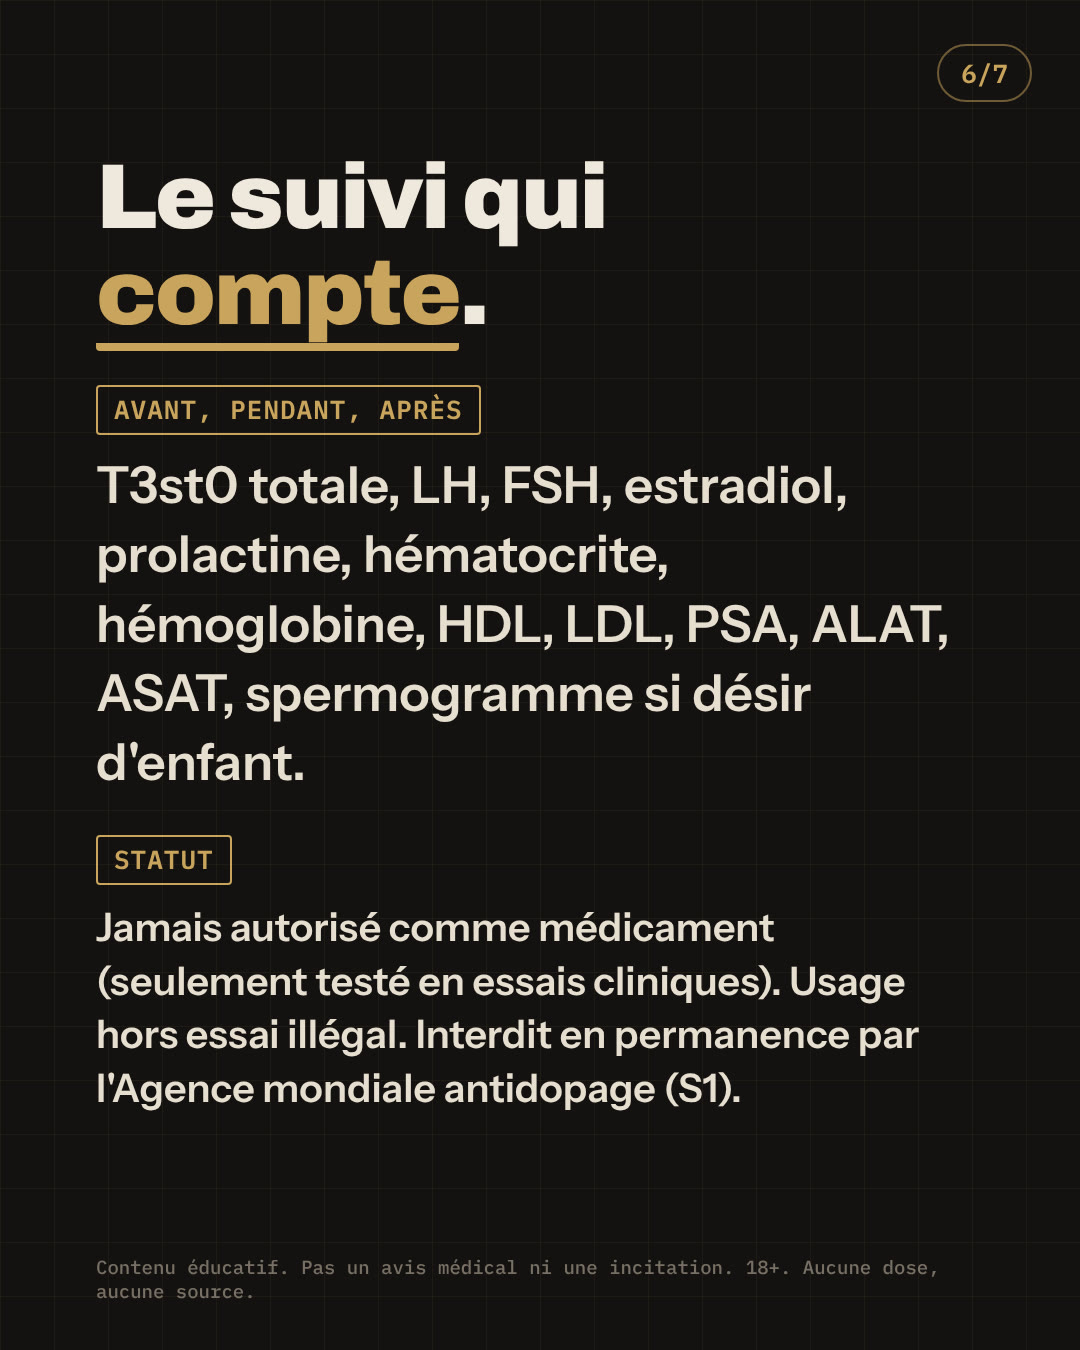 6/7
Le suivi qui
compte.
AVANT, PENDANT, APRÈS
T3st0 totale, LH, FSH, estradiol,
prolactine, hématocrite,
hémoglobine, HDL, LDL, PSA, ALAT,
ASAT, spermogramme si désir
d'enfant.
STATUT
Jamais autorisé comme médicament
(seulement testé en essais cliniques). Usage
hors essai illégal. Interdit en permanence par
l'Agence mondiale antidopage (S1).
Contenu éducatif. Pas un avis médical ni une incitation. 18+. Aucune dose,
aucune source.